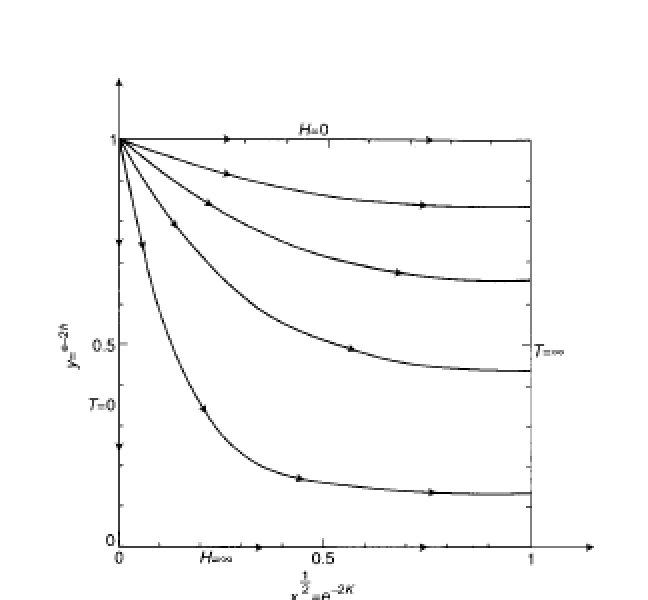 H=0
1
y=e^-2h
0.5
T=∞
T=0
0
0 H=∞ 0.5 1
x^1/2=e^-2K